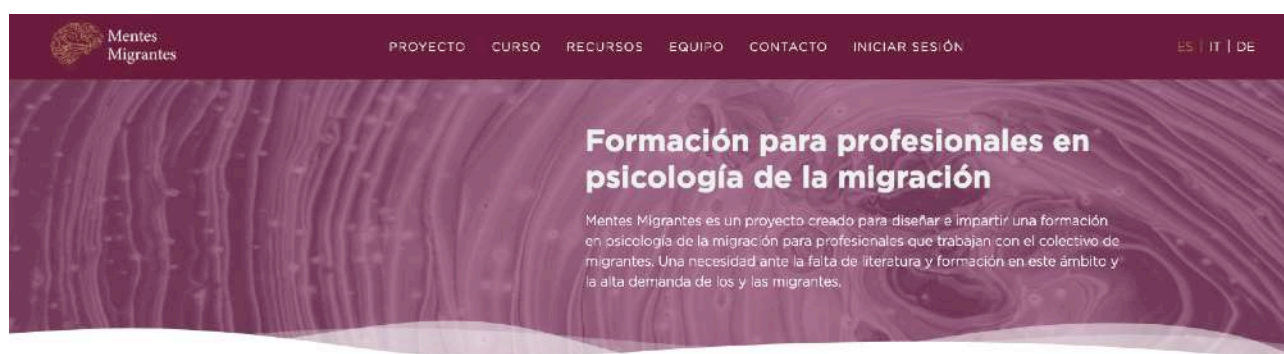 Mentes
Migrantes
PROYECTO CURSO RECURSOS EQUIPO CONTACTO INICIAR SESIÓN
ES | IT | DE
Formación para profesionales en
psicología de la migración
Mentes Migrantes es un proyecto creado para diseñar e impartir una formación
en psicología de la migración para profesionales que trabajan con el colectivo de
migrantes. Una necesidad ante la falta de literatura y formación en este ámbito y
la alta demanda de los y las migrantes.